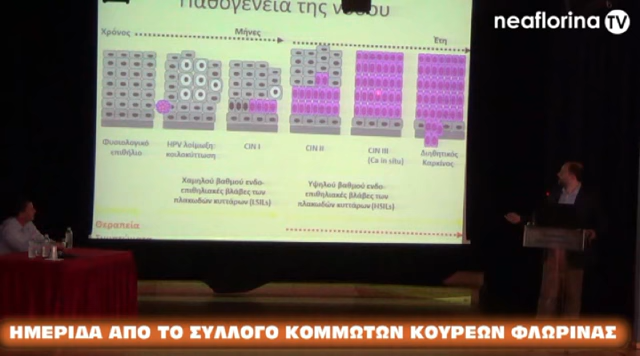 neaflorina TV
Παθογένεια της νόσου
Χρόνος Μήνες Έτη
Φυσιολογικό
επιθήλιο
HPV λοίμωξη:
κοιλοκύττωση
CIN I
CIN II
CIN III
(Ca in situ)
Διηθητικός
Καρκίνος
Χαμηλού βαθμού ενδο-
επιθηλιακές βλάβες των
πλακωδών κυττάρων (LSILs)
Υψηλού βαθμού ενδο-
επιθηλιακές βλάβες των
πλακωδών κυττάρων (HSILs)
Θεραπεία
ΗΜΕΡΙΔΑ ΑΠΟ ΤΟ ΣΥΛΛΟΓΟ ΚΟΜΜΩΤΩΝ ΚΟΥΡΕΩΝ ΦΛΩΡΙΝΑΣ